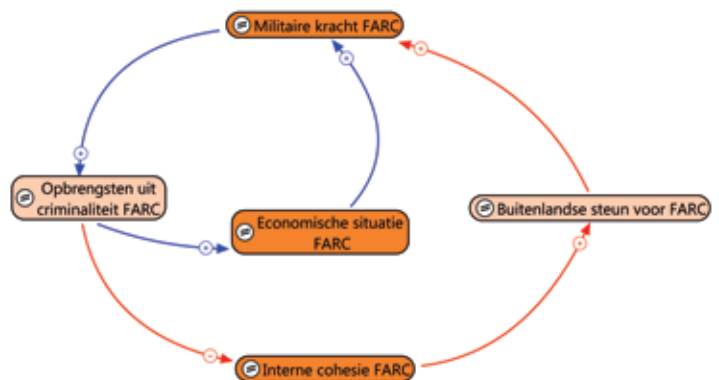 Militaire kracht FARC
+
+
+
Opbrengsten uit
criminaliteit FARC
Economische situatie
FARC
+
Buitenlandse steun voor FARC
+
−
Interne cohesie FARC